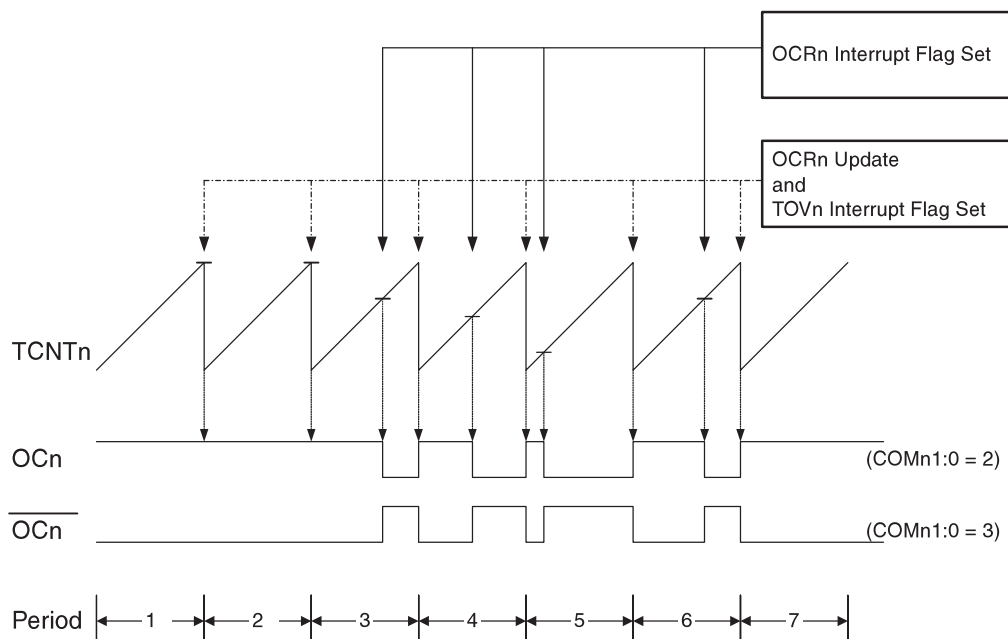 OCRn Interrupt Flag Set
OCRn Update
and
TOVn Interrupt Flag Set
TCNTn
OCn
(COMn1:0 = 2)
OCn
(COMn1:0 = 3)
Period
1
2
3
4
5
6
7